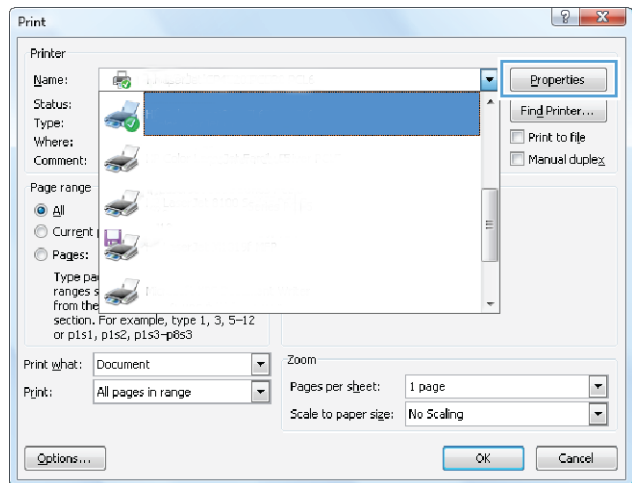 Print
Printer
Name:
Properties
Status:
Find Printer...
Type:
Print to file
Where:
Manual duplex
Comment:
Page range
All
Current
Pages:
Type
ranges
from the
section. For example, type 1, 3, 5–12
or p1s1, p1s2, p1s3–p8s3
Print what: Document
Zoom
Print: All pages in range
Pages per sheet: 1 page
Scale to paper size: No Scaling
Options...
OK
Cancel